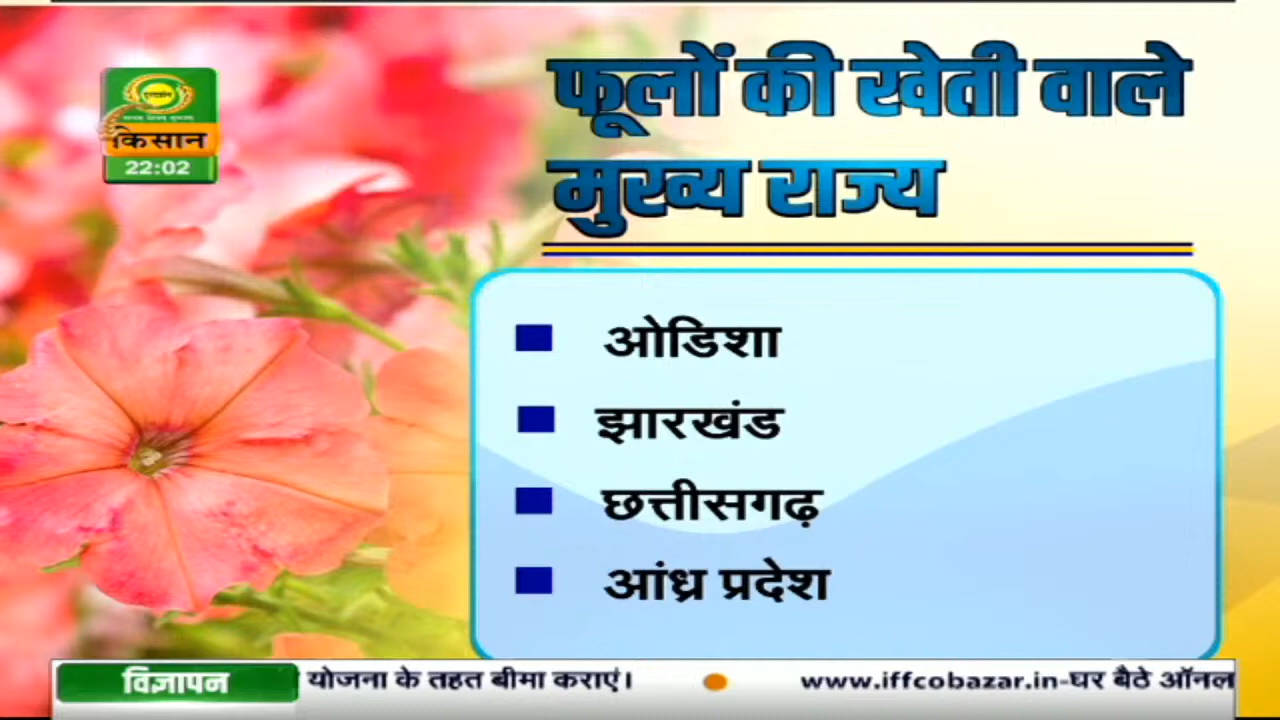 फूलों की खेती वाले
मुख्य राज्य
किसान
22:02
ओडिशा
झारखंड
छत्तीसगढ़
आंध्र प्रदेश
विज्ञापन
योजना के तहत बीमा कराएं।
www.iffcobazar.in-घर बैठे ऑनल